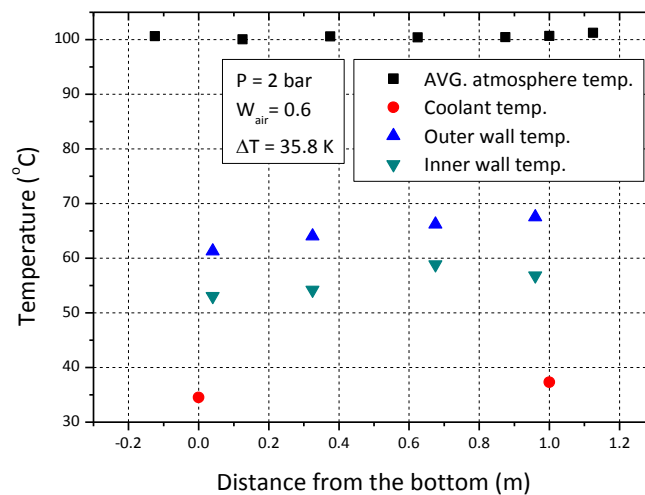 100
90
80
70
60
50
40
30
Temperature (°C)
P = 2 bar
Wair = 0.6
ΔT = 35.8 K
AVG. atmosphere temp.
Coolant temp.
Outer wall temp.
Inner wall temp.
-0.2 0.0 0.2 0.4 0.6 0.8 1.0 1.2
Distance from the bottom (m)